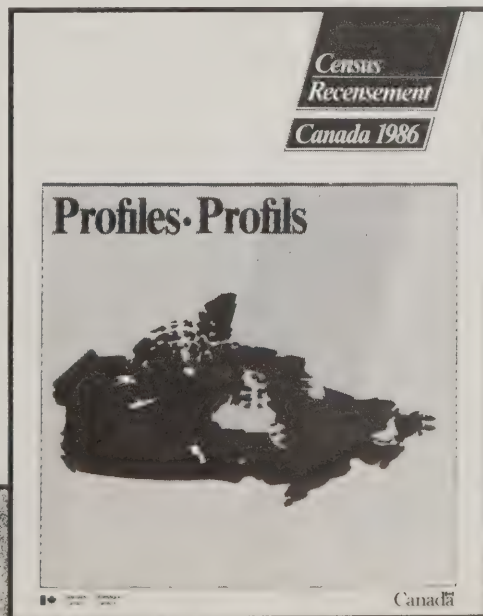 Census
Recensement
Canada 1986
Profiles • Profils
Canada